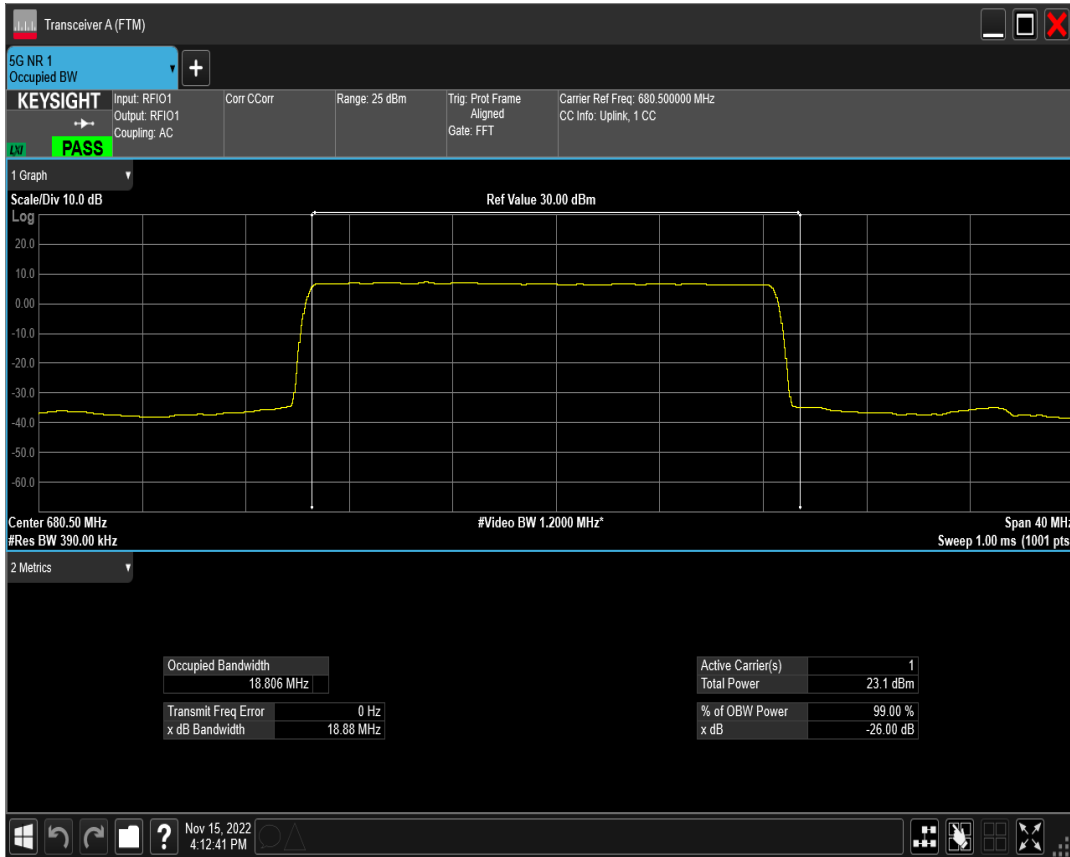 Transceiver A (FTM)
5G NR 1
Occupied BW
+
KEYSIGHT
LXI
PASS
Input: RFIO1
Output: RFIO1
Coupling: AC
Corr CCorr
Range: 25 dBm
Trig: Prot Frame
Aligned
Gate: FFT
Carrier Ref Freq: 680.500000 MHz
CC Info: Uplink, 1 CC
1 Graph
Scale/Div 10.0 dB
Ref Value 30.00 dBm
Log
20.0
10.0
0.00
-10.0
-20.0
-30.0
-40.0
-50.0
-60.0
Center 680.50 MHz
#Video BW 1.2000 MHz*
Span 40 MHz
#Res BW 390.00 kHz
Sweep 1.00 ms (1001 pts
2 Metrics
Occupied Bandwidth
18.806 MHz
Transmit Freq Error 0 Hz
x dB Bandwidth 18.88 MHz
Active Carrier(s) 1
Total Power 23.1 dBm
% of OBW Power 99.00 %
x dB -26.00 dB
?
Nov 15, 2022
4:12:41 PM